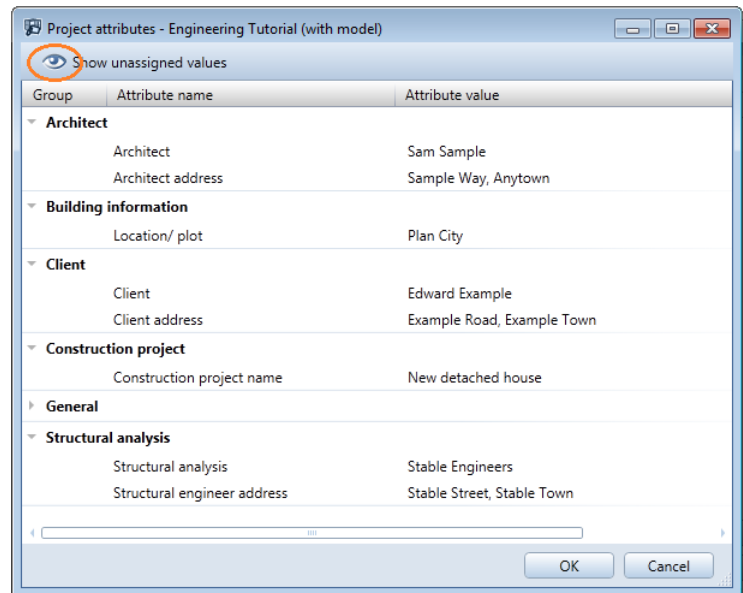 Project attributes - Engineering Tutorial (with model)
Show unassigned values
Group Attribute name Attribute value
Architect
Architect Sam Sample
Architect address Sample Way, Anytown
Building information
Location/ plot Plan City
Client
Client Edward Example
Client address Example Road, Example Town
Construction project
Construction project name New detached house
General
Structural analysis
Structural analysis Stable Engineers
Structural engineer address Stable Street, Stable Town
OK Cancel